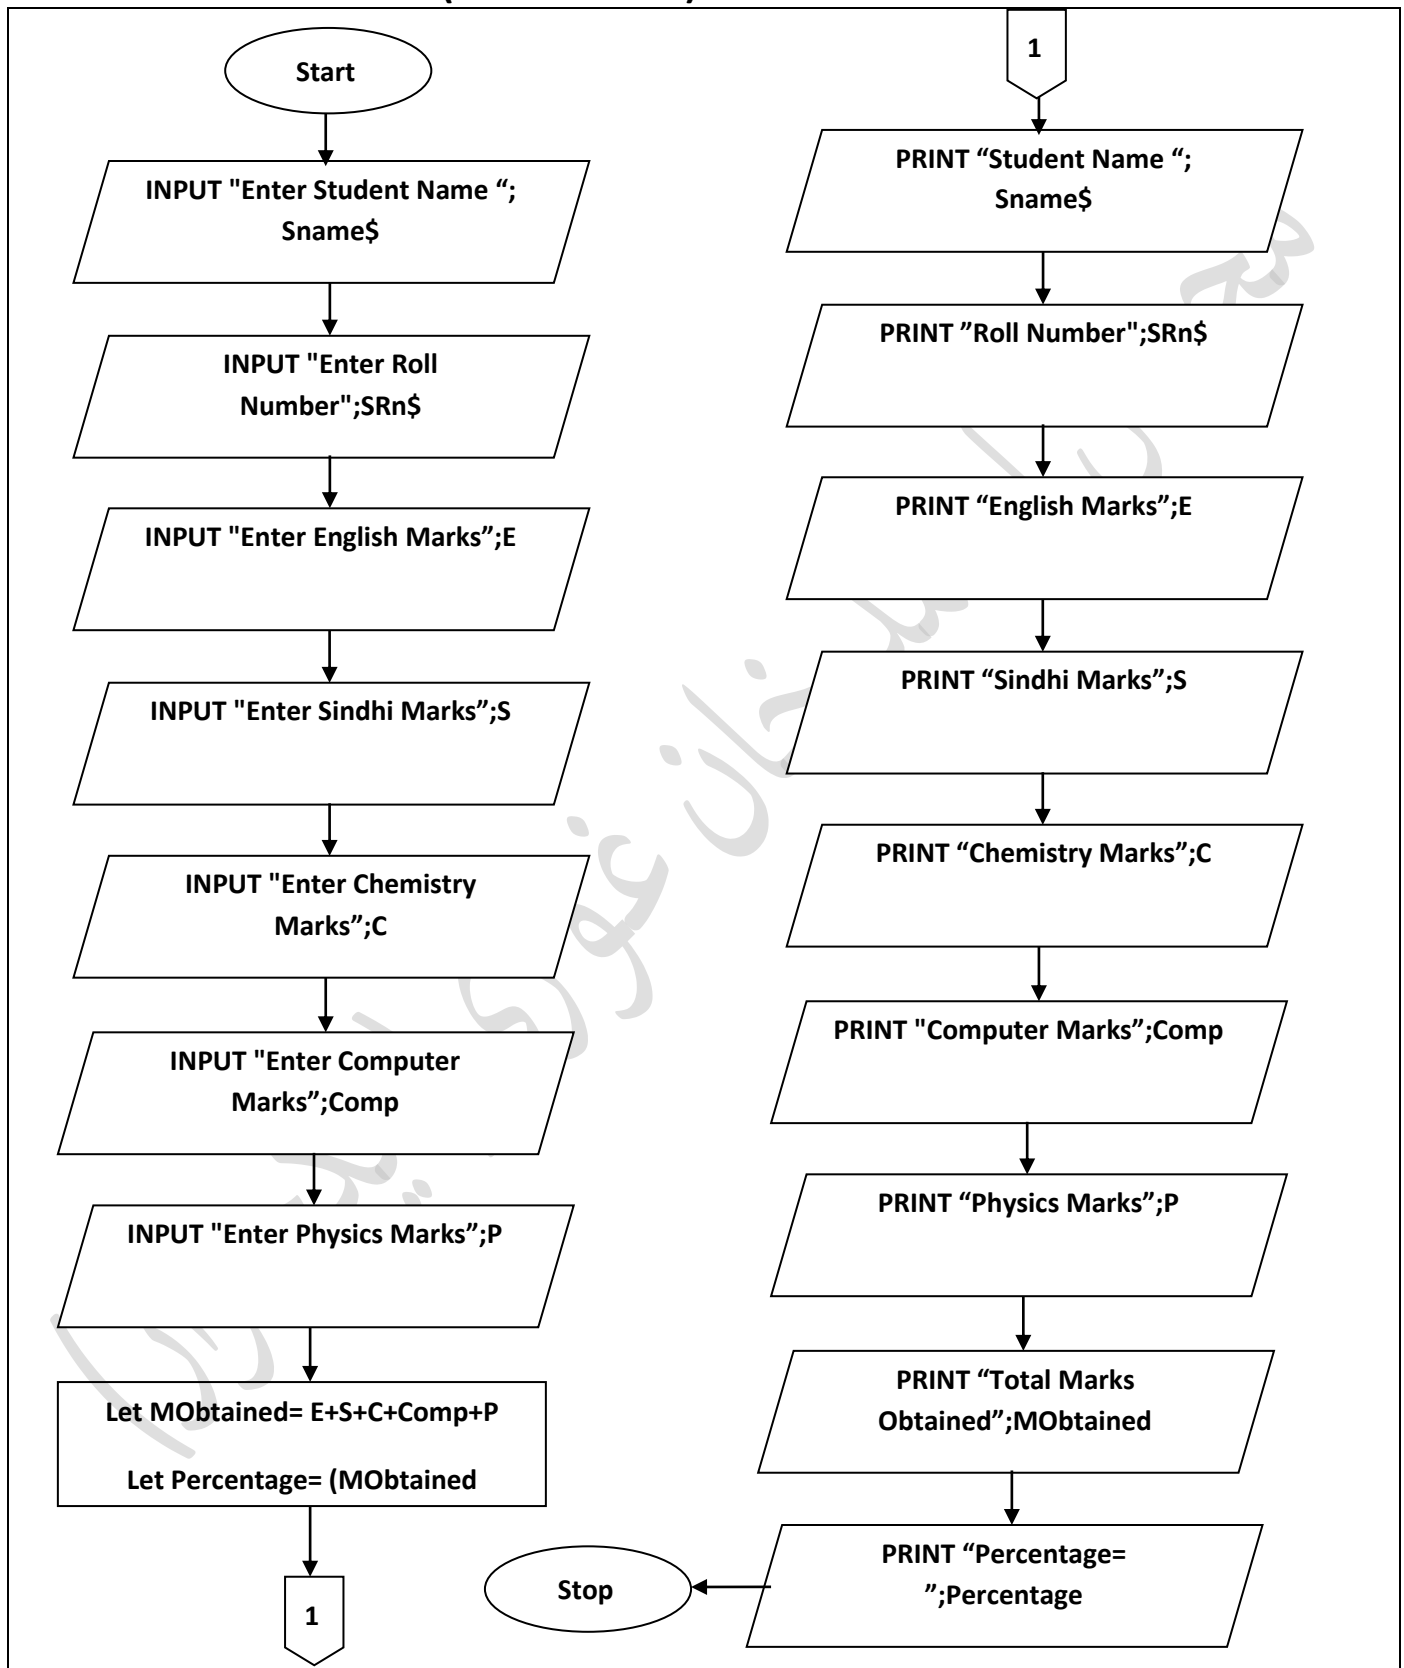 Start
INPUT "Enter Student Name “;
Sname$
INPUT "Enter Roll
Number";SRn$
INPUT "Enter English Marks”;E
INPUT "Enter Sindhi Marks”;S
INPUT "Enter Chemistry
Marks”;C
INPUT "Enter Computer
Marks”;Comp
INPUT "Enter Physics Marks”;P
Let MObtained= E+S+C+Comp+P
Let Percentage= (MObtained
1
1
PRINT “Student Name “;
Sname$
PRINT ”Roll Number";SRn$
PRINT “English Marks”;E
PRINT “Sindhi Marks”;S
PRINT “Chemistry Marks”;C
PRINT "Computer Marks”;Comp
PRINT “Physics Marks”;P
PRINT “Total Marks
Obtained”;MObtained
PRINT “Percentage=
”;Percentage
Stop